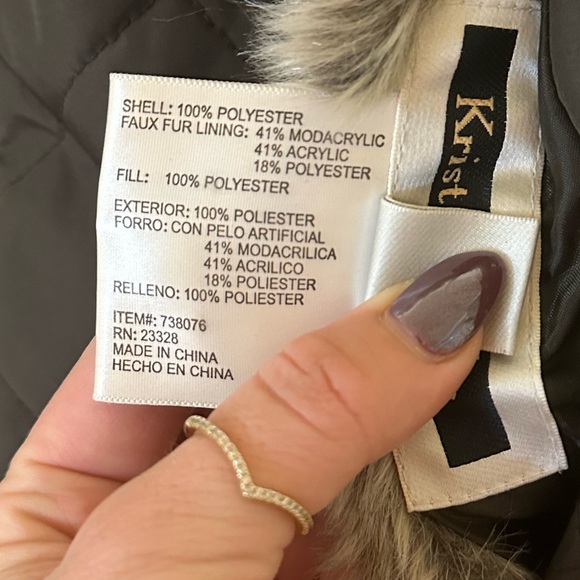 SHELL: 100% POLYESTER
FAUX FUR LINING: 41% MODACRYLIC
41% ACRYLIC
18% POLYESTER
FILL: 100% POLYESTER
EXTERIOR: 100% POLIESTER
FORRO: CON PELO ARTIFICIAL
41% MODACRILICA
41% ACRILICO
18% POLIESTER
RELLENO: 100% POLIESTER
ITEM#: 738076
RN: 23328
MADE IN CHINA
HECHO EN CHINA
Krist